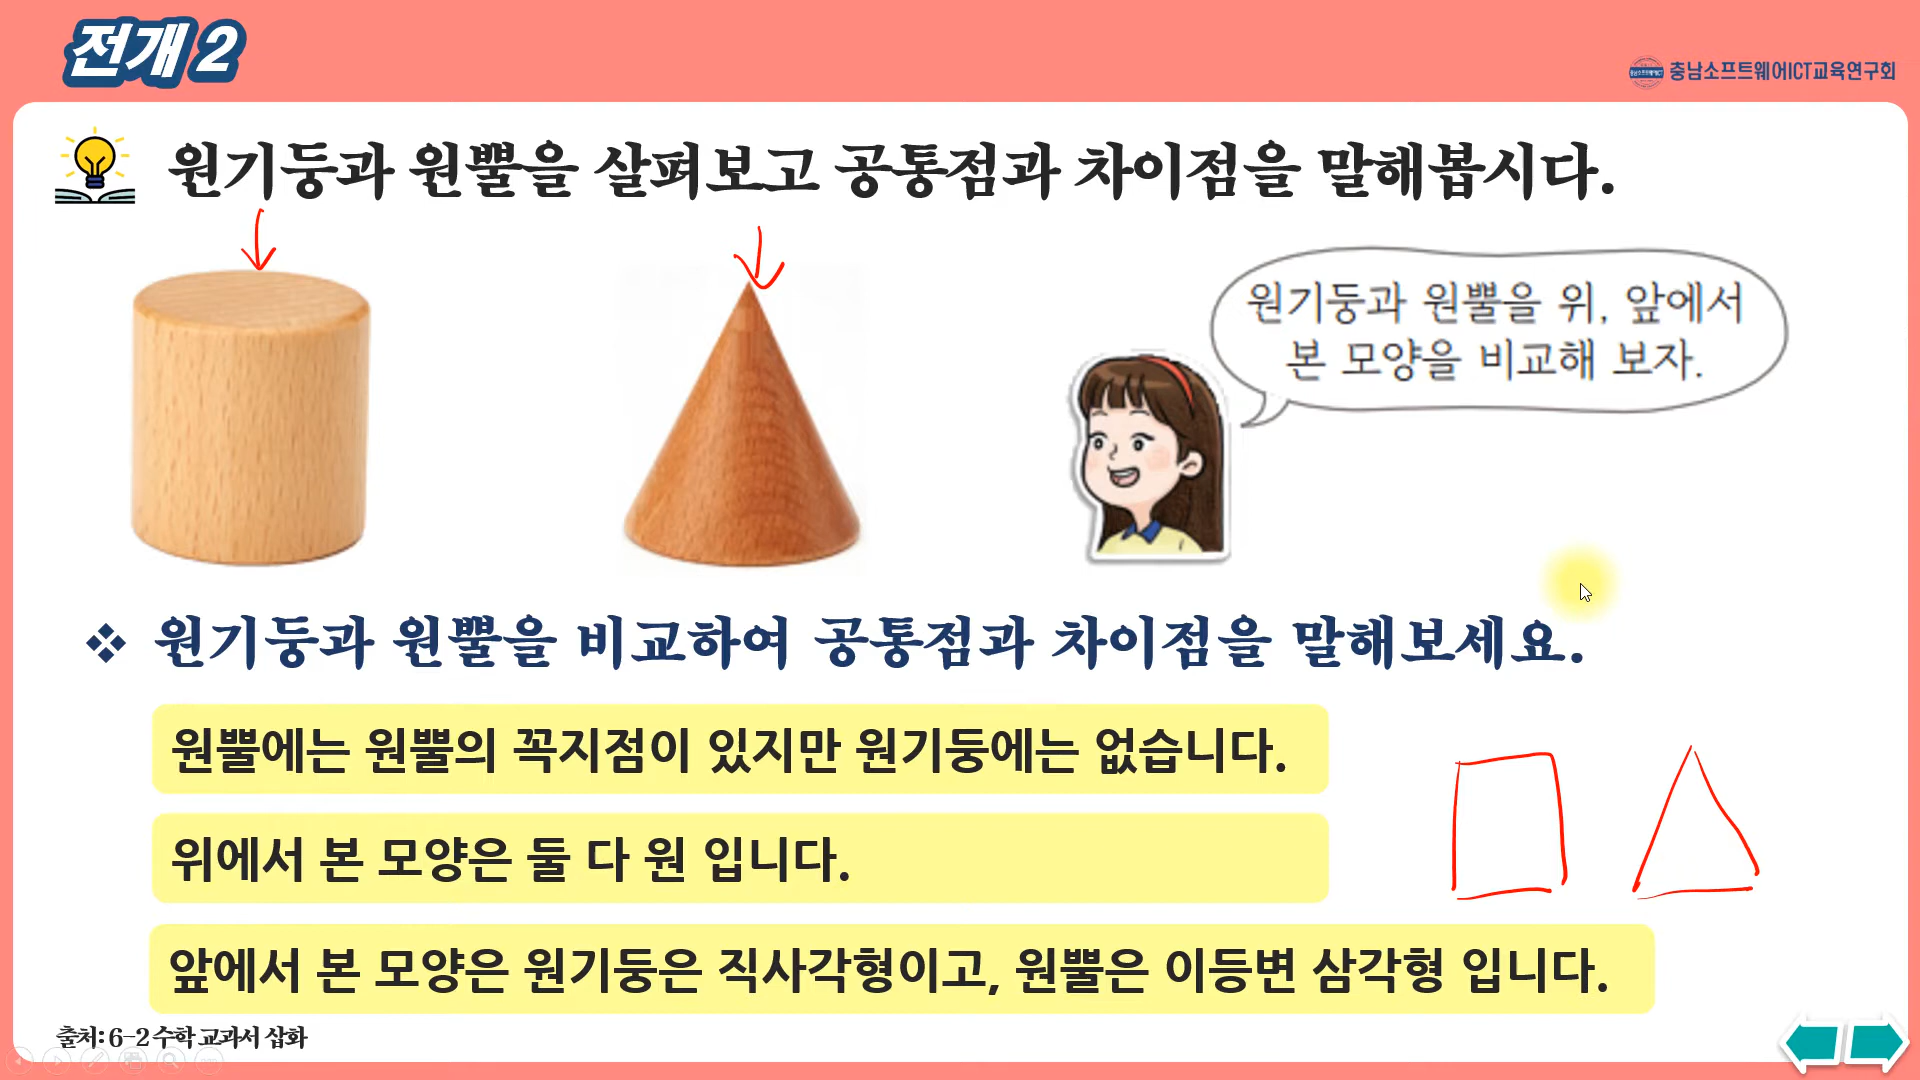 전개 2
충남소프트웨어ICT교육연구회
원기둥과 원뿔을 살펴보고 공통점과 차이점을 말해봅시다.
원기둥과 원뿔을 위, 앞에서
본 모양을 비교해 보자.
원기둥과 원뿔을 비교하여 공통점과 차이점을 말해보세요.
원뿔에는 원뿔의 꼭지점이 있지만 원기둥에는 없습니다.
위에서 본 모양은 둘 다 원 입니다.
앞에서 본 모양은 원기둥은 직사각형이고, 원뿔은 이등변 삼각형 입니다.
출처: 6-2 수학 교과서 삽화